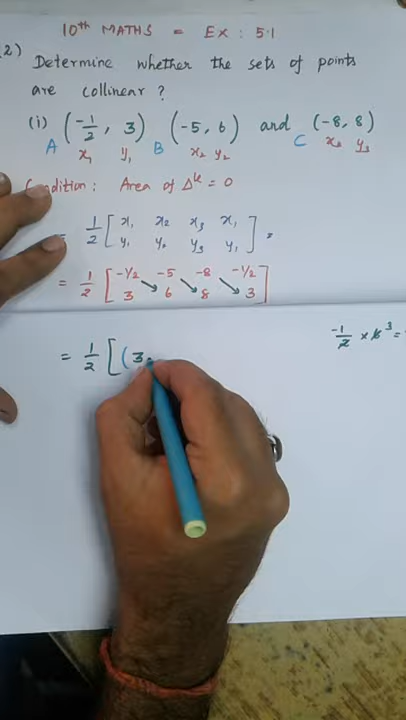 10th MATHS = EX : 5.1
2) Determine whether the sets of points
are collinear ?
(i) (-1/2, 3) (-5, 6) and (-8, 8)
A x₁ y₁ B x₂ y₂ C x₃ y₃
Condition: Area of Δle = 0
= 1/2 [ x₁ x₂ x₃ x₁
y₁ y₂ y₃ y₁ ] =
= 1/2 [ -1/2 -5 -8 -1/2
3 6 8 3 ]
-1/2 × 6 3 =
= 1/2 [ ( 3